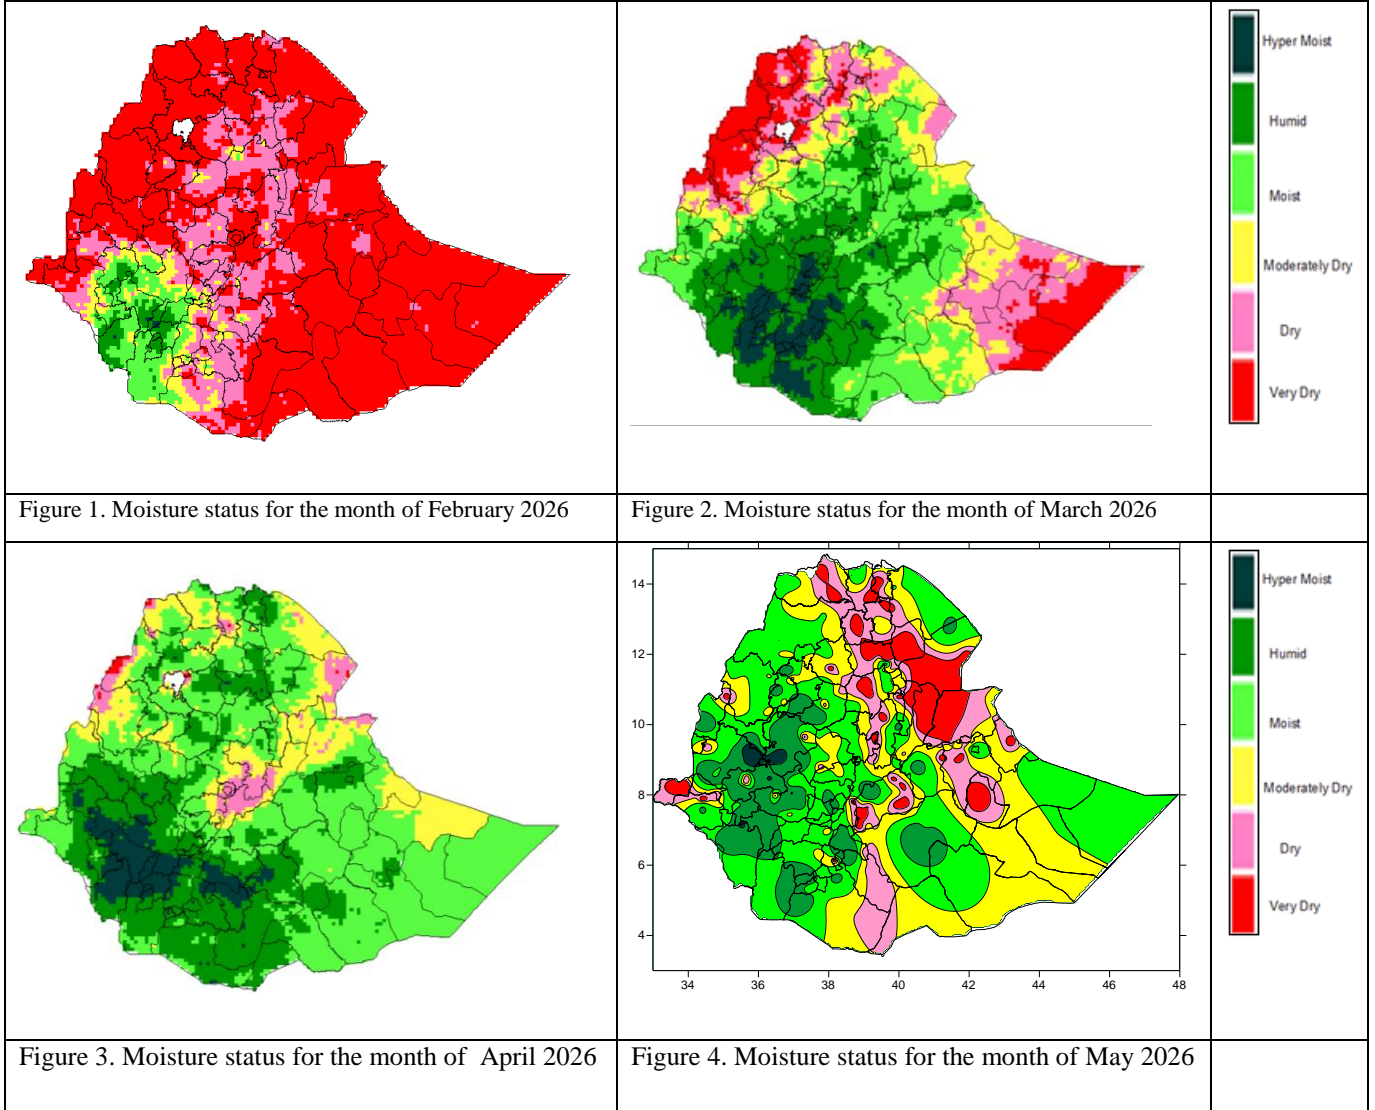 Hyper Moist
Humid
Moist
Moderately Dry
Dry
Very Dry
Figure 1. Moisture status for the month of February 2026
Figure 2. Moisture status for the month of March 2026
14
12
10
8
6
4
34 36 38 40 42 44 46 48
Hyper Moist
Humid
Moist
Moderately Dry
Dry
Very Dry
Figure 3. Moisture status for the month of April 2026
Figure 4. Moisture status for the month of May 2026